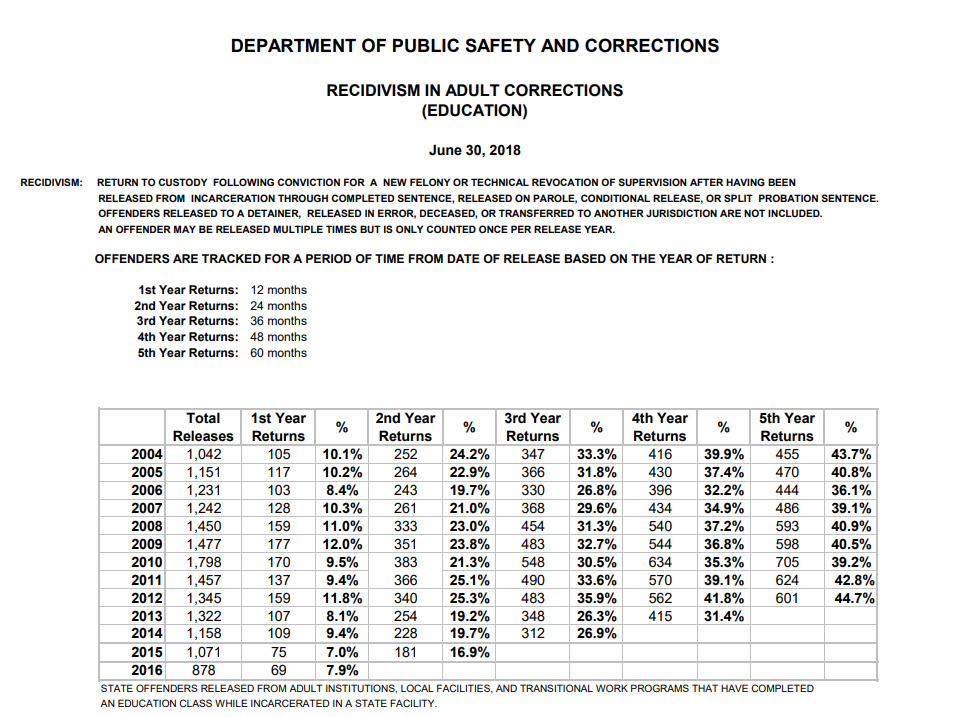 DEPARTMENT OF PUBLIC SAFETY AND CORRECTIONS
RECIDIVISM IN ADULT CORRECTIONS
(EDUCATION)
June 30, 2018
RECIDIVISM: RETURN TO CUSTODY FOLLOWING CONVICTION FOR A NEW FELONY OR TECHNICAL REVOCATION OF SUPERVISION AFTER HAVING BEEN
RELEASED FROM INCARCERATION THROUGH COMPLETED SENTENCE, RELEASED ON PAROLE, CONDITIONAL RELEASE, OR SPLIT PROBATION SENTENCE.
OFFENDERS RELEASED TO A DETAINER, RELEASED IN ERROR, DECEASED, OR TRANSFERRED TO ANOTHER JURISDICTION ARE NOT INCLUDED.
AN OFFENDER MAY BE RELEASED MULTIPLE TIMES BUT IS ONLY COUNTED ONCE PER RELEASE YEAR.
OFFENDERS ARE TRACKED FOR A PERIOD OF TIME FROM DATE OF RELEASE BASED ON THE YEAR OF RETURN :
1st Year Returns: 12 months
2nd Year Returns: 24 months
3rd Year Returns: 36 months
4th Year Returns: 48 months
5th Year Returns: 60 months
Total Releases 1st Year Returns % 2nd Year Returns % 3rd Year Returns % 4th Year Returns % 5th Year Returns %
2004 1,042 105 10.1% 252 24.2% 347 33.3% 416 39.9% 455 43.7%
2005 1,151 117 10.2% 264 22.9% 366 31.8% 430 37.4% 470 40.8%
2006 1,231 103 8.4% 243 19.7% 330 26.8% 396 32.2% 444 36.1%
2007 1,242 128 10.3% 261 21.0% 368 29.6% 434 34.9% 486 39.1%
2008 1,450 159 11.0% 333 23.0% 454 31.3% 540 37.2% 593 40.9%
2009 1,477 177 12.0% 351 23.8% 483 32.7% 544 36.8% 598 40.5%
2010 1,798 170 9.5% 383 21.3% 548 30.5% 634 35.3% 705 39.2%
2011 1,457 137 9.4% 366 25.1% 490 33.6% 570 39.1% 624 42.8%
2012 1,345 159 11.8% 340 25.3% 483 35.9% 562 41.8% 601 44.7%
2013 1,322 107 8.1% 254 19.2% 348 26.3% 415 31.4%
2014 1,158 109 9.4% 228 19.7% 312 26.9%
2015 1,071 75 7.0% 181 16.9%
2016 878 69 7.9%
STATE OFFENDERS RELEASED FROM ADULT INSTITUTIONS, LOCAL FACILITIES, AND TRANSITIONAL WORK PROGRAMS THAT HAVE COMPLETED
AN EDUCATION CLASS WHILE INCARCERATED IN A STATE FACILITY.